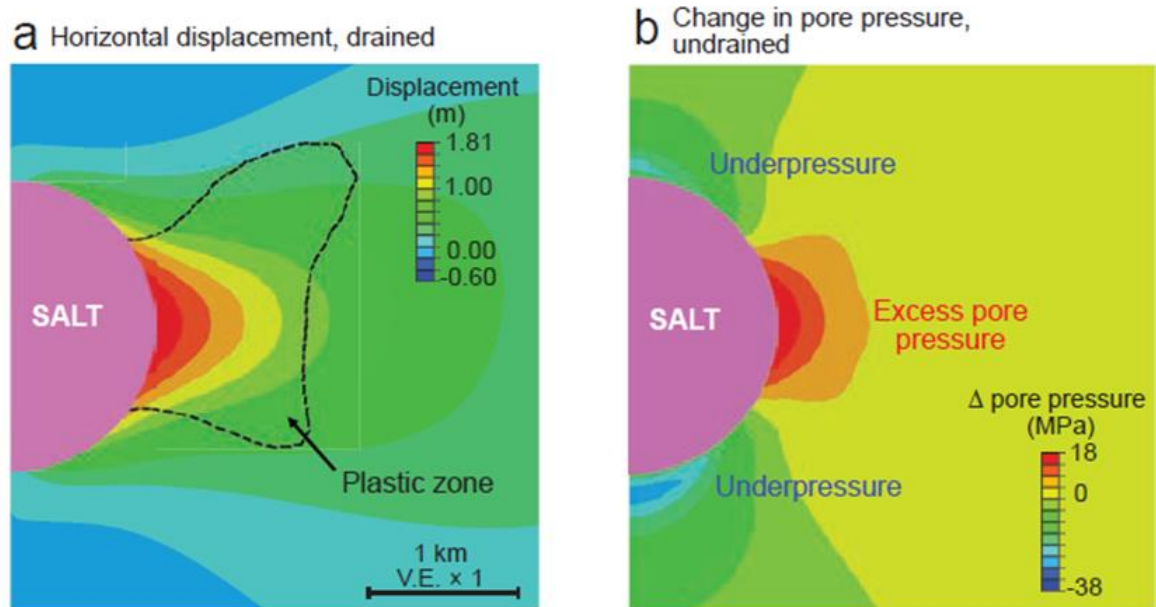 a Horizontal displacement, drained
Displacement
(m)
1.81
1.00
0.00
-0.60
SALT
Plastic zone
1 km
V.E. × 1
b Change in pore pressure,
undrained
Underpressure
SALT
Excess pore
pressure
Δ pore pressure
(MPa)
18
0
-38
Underpressure